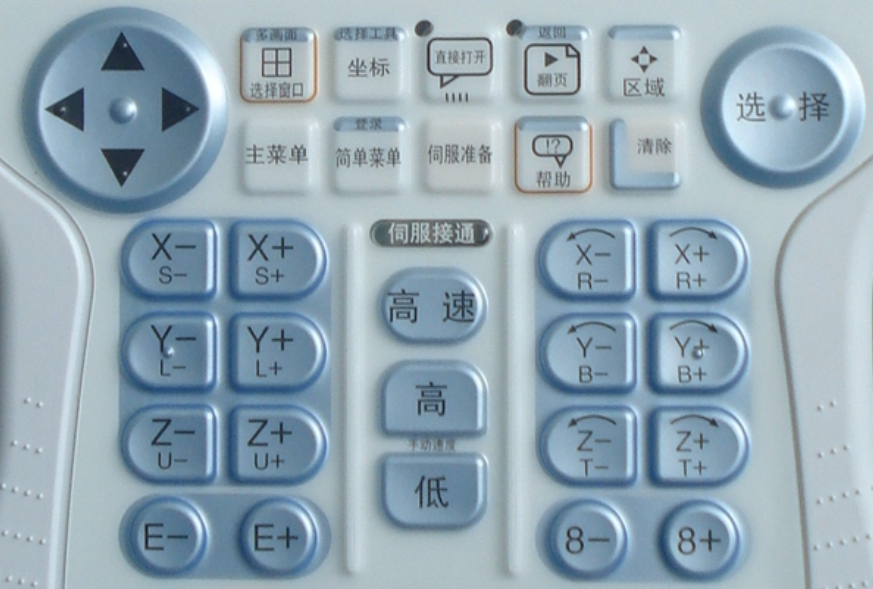 多画面
选择窗口
选择工具
坐标
直接打开
返回
翻页
区域
选择
主菜单
登录
简单菜单
伺服准备
!?
帮助
清除
伺服接通
X-
S-
X+
S+
高速
X-
R-
X+
R+
Y-
L-
Y+
L+
高
Y-
B-
Y+
B+
手动速度
Z-
U-
Z+
U+
低
Z-
T-
Z+
T+
E-
E+
8-
8+